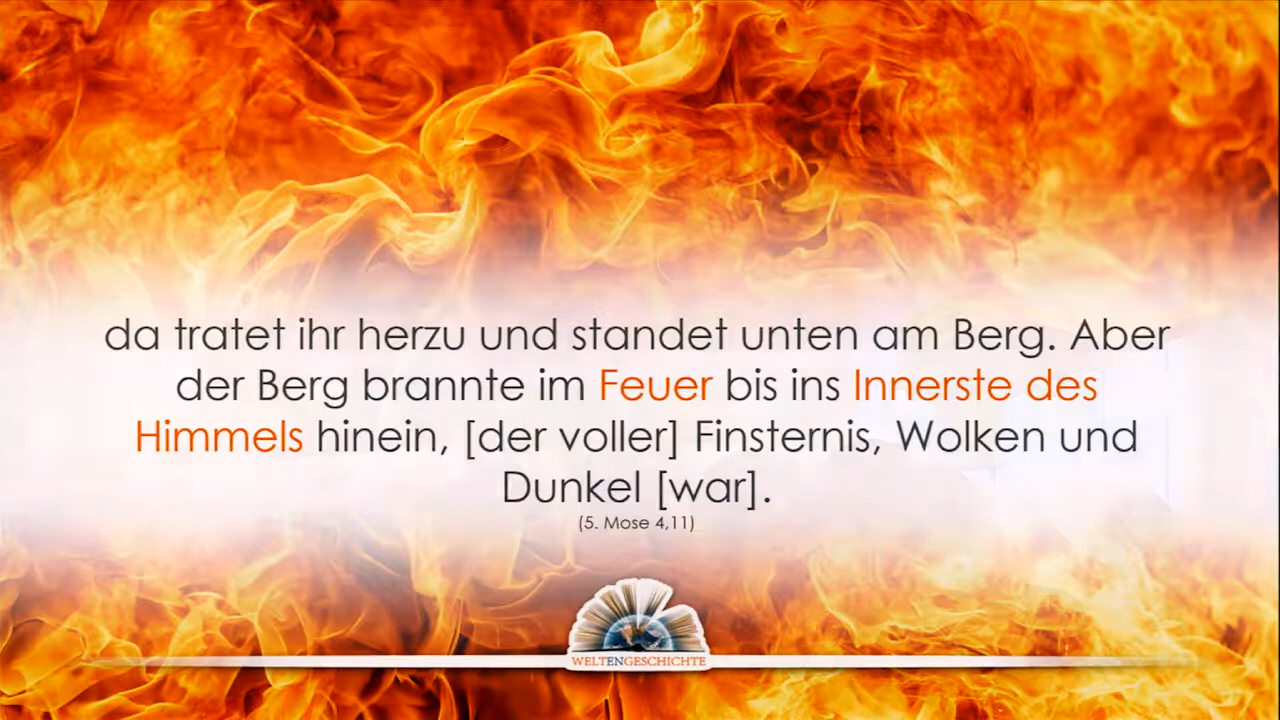 da tratet ihr herzu und standet unten am Berg. Aber
der Berg brannte im Feuer bis ins Innerste des
Himmels hinein, [der voller] Finsternis, Wolken und
Dunkel [war].
(5. Mose 4,11)
WELTENGESCHICHTE